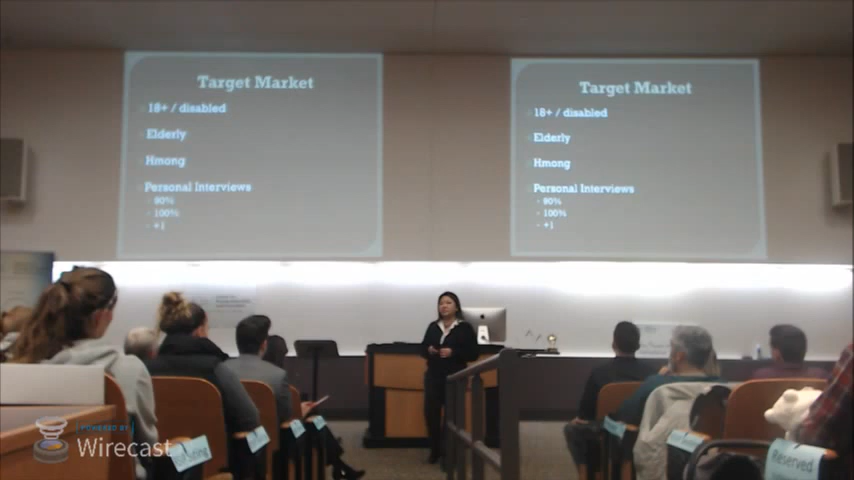 Target Market
18+ / disabled
Elderly
Hmong
Personal Interviews
90%
100%
+1
Target Market
18+ / disabled
Elderly
Hmong
Personal Interviews
90%
100%
+1
POWERED BY
Wirecast
Reserved